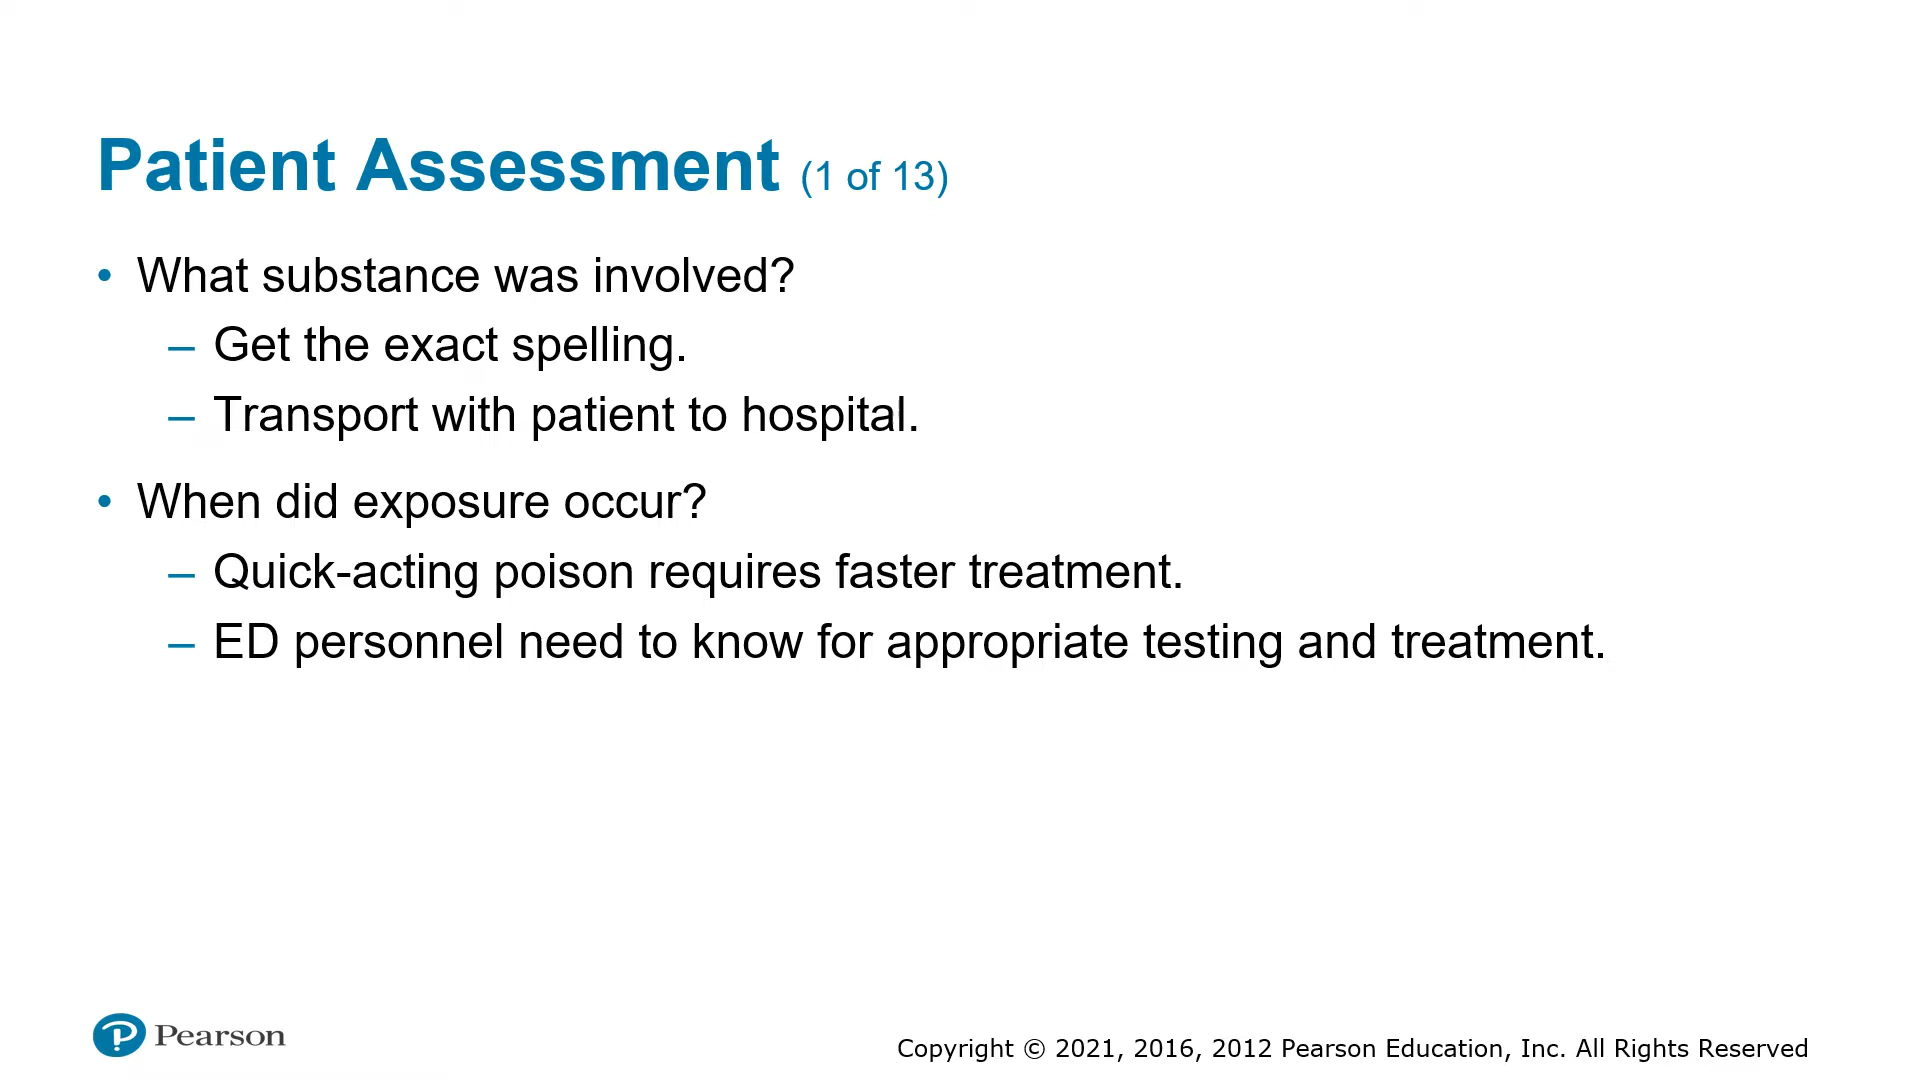 Patient Assessment (1 of 13)
• What substance was involved?
– Get the exact spelling.
– Transport with patient to hospital.
• When did exposure occur?
– Quick-acting poison requires faster treatment.
– ED personnel need to know for appropriate testing and treatment.
Pearson
Copyright © 2021, 2016, 2012 Pearson Education, Inc. All Rights Reserved